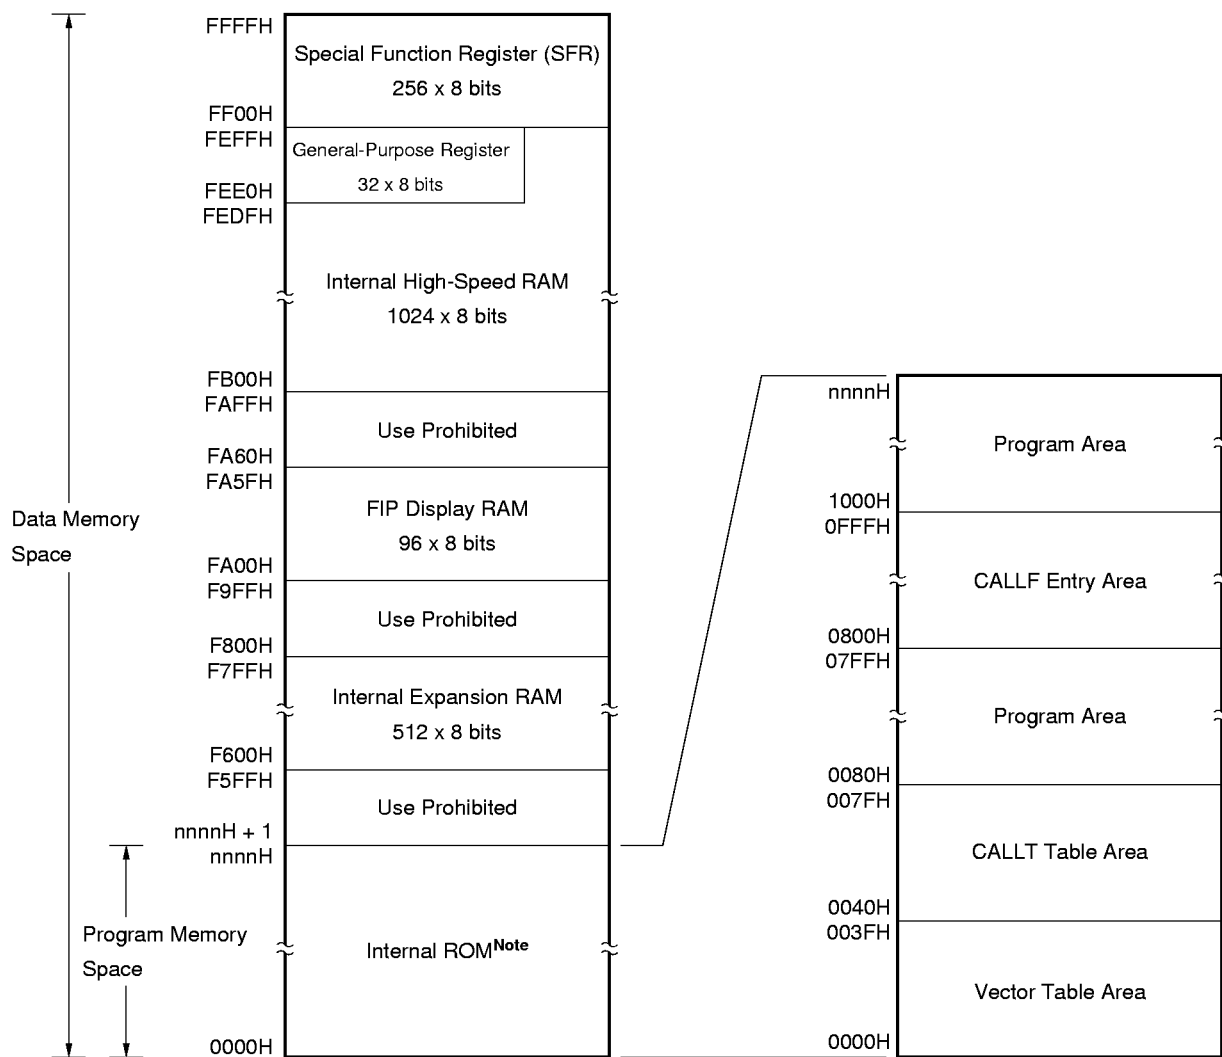 FFFFH
Special Function Register (SFR)
256 x 8 bits
FF00H
FEFFH
General-Purpose Register
32 x 8 bits
FEE0H
FEDFH
Internal High-Speed RAM
1024 x 8 bits
FB00H
FAFFH
Use Prohibited
FA60H
FA5FH
FIP Display RAM
96 x 8 bits
FA00H
F9FFH
Use Prohibited
F800H
F7FFH
Internal Expansion RAM
512 x 8 bits
F600H
F5FFH
Use Prohibited
nnnnH + 1
nnnnH
Internal ROMNote
0000H
Data Memory
Space
Program Memory
Space
nnnnH
Program Area
1000H
0FFFH
CALLF Entry Area
0800H
07FFH
Program Area
0080H
007FH
CALLT Table Area
0040H
003FH
Vector Table Area
0000H